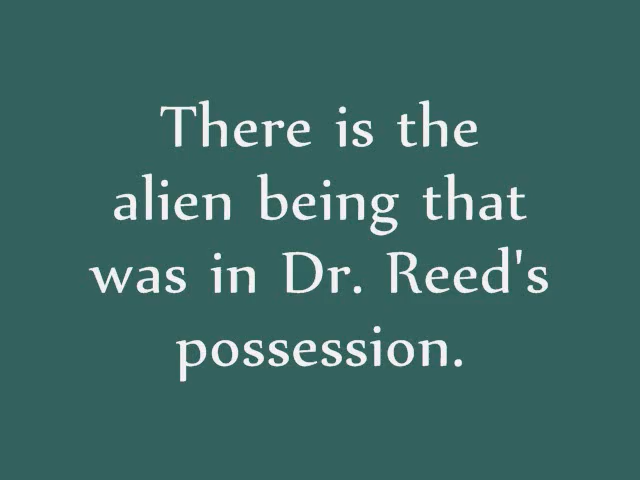 There is the
alien being that
was in Dr. Reed's
possession.